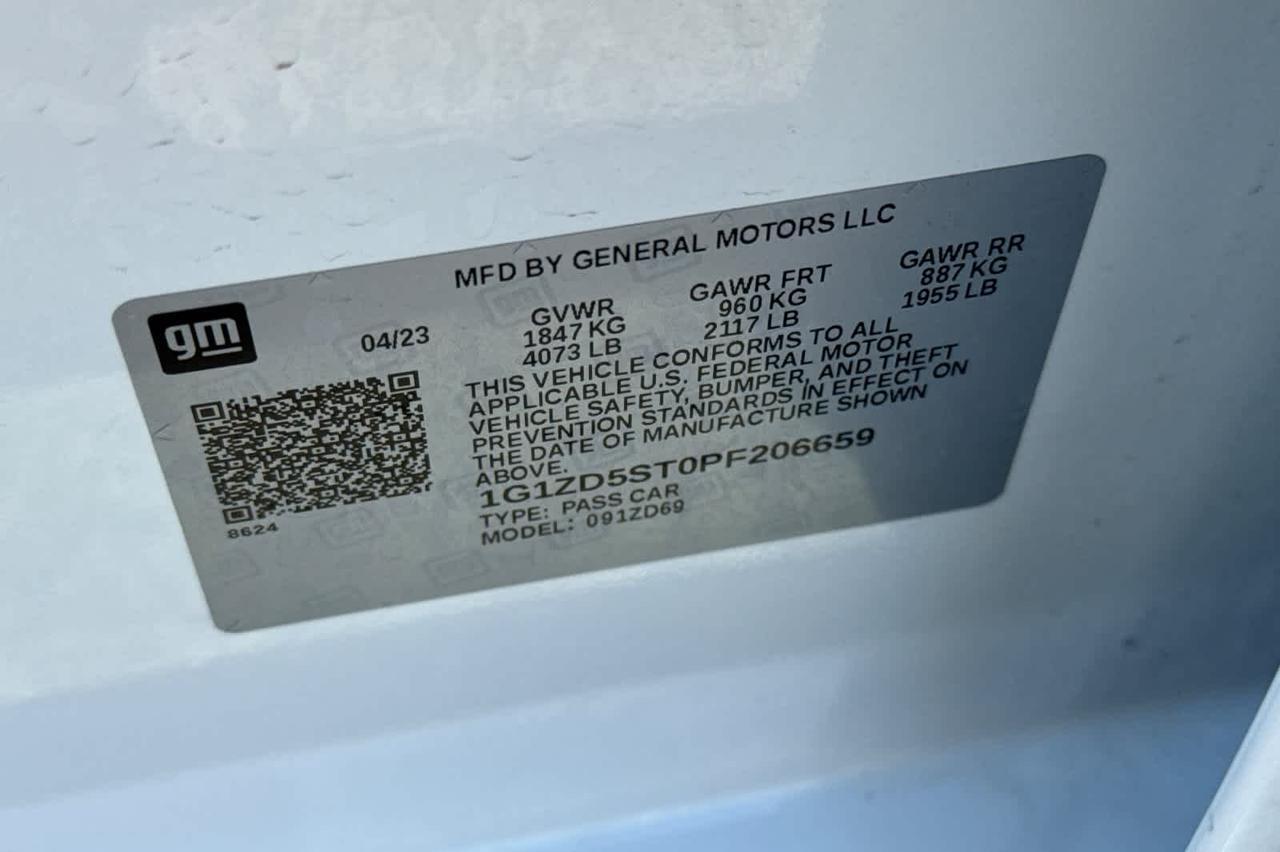 MFD BY GENERAL MOTORS LLC
gm
04/23
GVWR
1847 KG
4073 LB
GAWR FRT
960 KG
2117 LB
GAWR RR
887 KG
1955 LB
THIS VEHICLE CONFORMS TO ALL
APPLICABLE U.S. FEDERAL MOTOR
VEHICLE SAFETY, BUMPER, AND THEFT
PREVENTION STANDARDS IN EFFECT ON
THE DATE OF MANUFACTURE SHOWN
ABOVE.
1G1ZD5ST0PF206659
TYPE: PASS CAR
MODEL: 091ZD69
8624